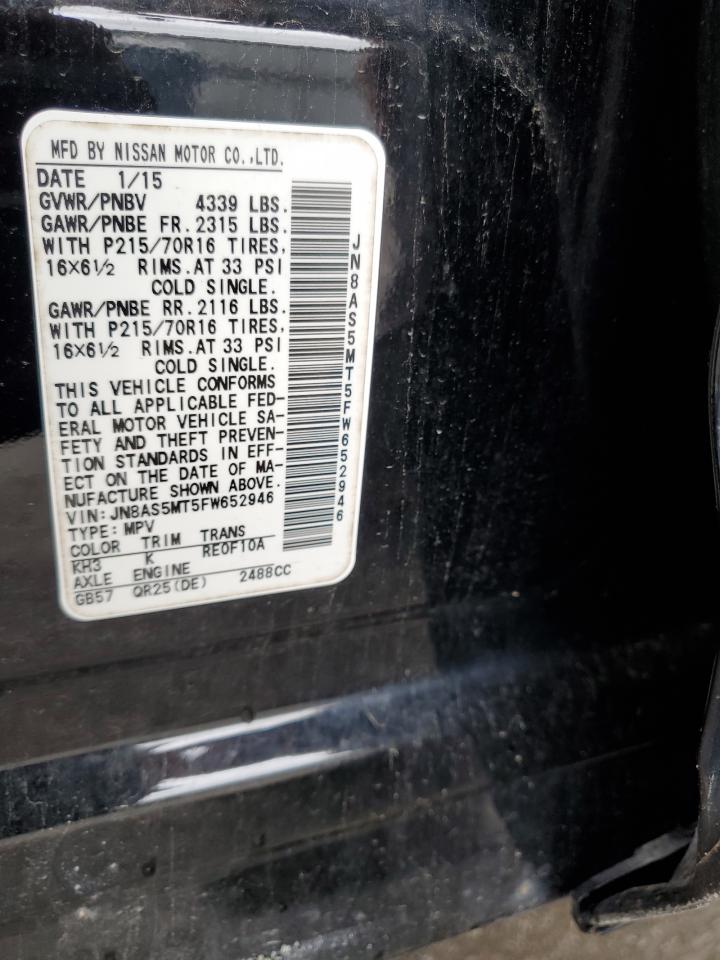 MFD BY NISSAN MOTOR CO.,LTD.
DATE 1/15
GVWR/PNBV 4339 LBS.
GAWR/PNBE FR.2315 LBS.
WITH P215/70R16 TIRES,
16×6½ RIMS.AT 33 PSI
COLD SINGLE.
GAWR/PNBE RR.2116 LBS.
WITH P215/70R16 TIRES,
16×6½ RIMS.AT 33 PSI
COLD SINGLE.
THIS VEHICLE CONFORMS
TO ALL APPLICABLE FED-
ERAL MOTOR VEHICLE SA-
FETY AND THEFT PREVEN-
TION STANDARDS IN EFF-
ECT ON THE DATE OF MA-
NUFACTURE SHOWN ABOVE.
VIN:JN8AS5MT5FW652946
TYPE:MPV
COLOR TRIM TRANS
KH3 K RE0F10A
AXLE ENGINE
GB57 QR25(DE) 2488CC
JN8AS5MT5FW652946